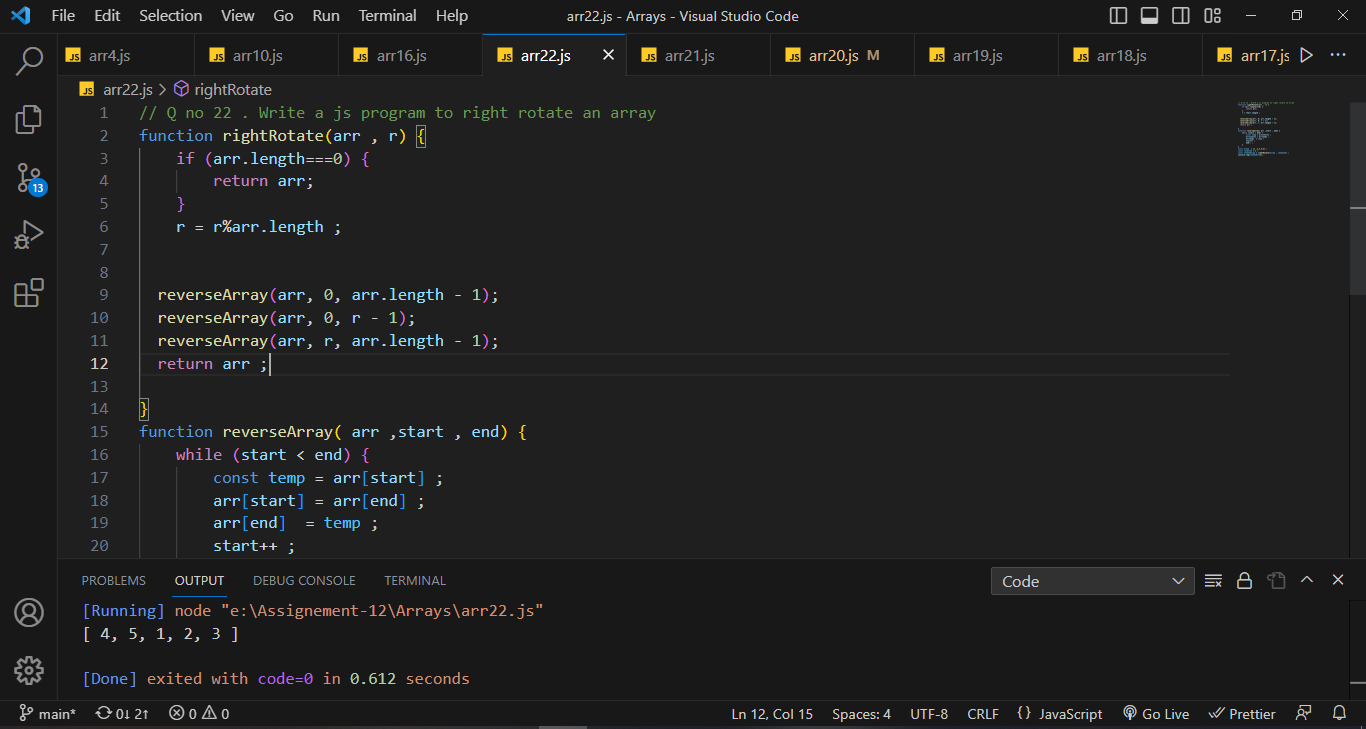 File Edit Selection View Go Run Terminal Help arr22.js - Arrays - Visual Studio Code
JS arr4.js JS arr10.js JS arr16.js JS arr22.js JS arr21.js JS arr20.js M JS arr19.js JS arr18.js JS arr17.js
JS arr22.js > rightRotate
1 // Q no 22 . Write a js program to right rotate an array
2 function rightRotate(arr , r) {
3 if (arr.length===0) {
4 return arr;
5 }
6 r = r%arr.length ;
7
8
9 reverseArray(arr, 0, arr.length - 1);
10 reverseArray(arr, 0, r - 1);
11 reverseArray(arr, r, arr.length - 1);
12 return arr ;
13
14 }
15 function reverseArray( arr ,start , end) {
16 while (start < end) {
17 const temp = arr[start] ;
18 arr[start] = arr[end] ;
19 arr[end]  = temp ;
20 start++ ;
13
PROBLEMS OUTPUT DEBUG CONSOLE TERMINAL Code
[Running] node "e:\Assignement-12\Arrays\arr22.js"
[ 4, 5, 1, 2, 3 ]
[Done] exited with code=0 in 0.612 seconds
main* 0↓ 2↑ 0 0 Ln 12, Col 15 Spaces: 4 UTF-8 CRLF {} JavaScript Go Live Prettier